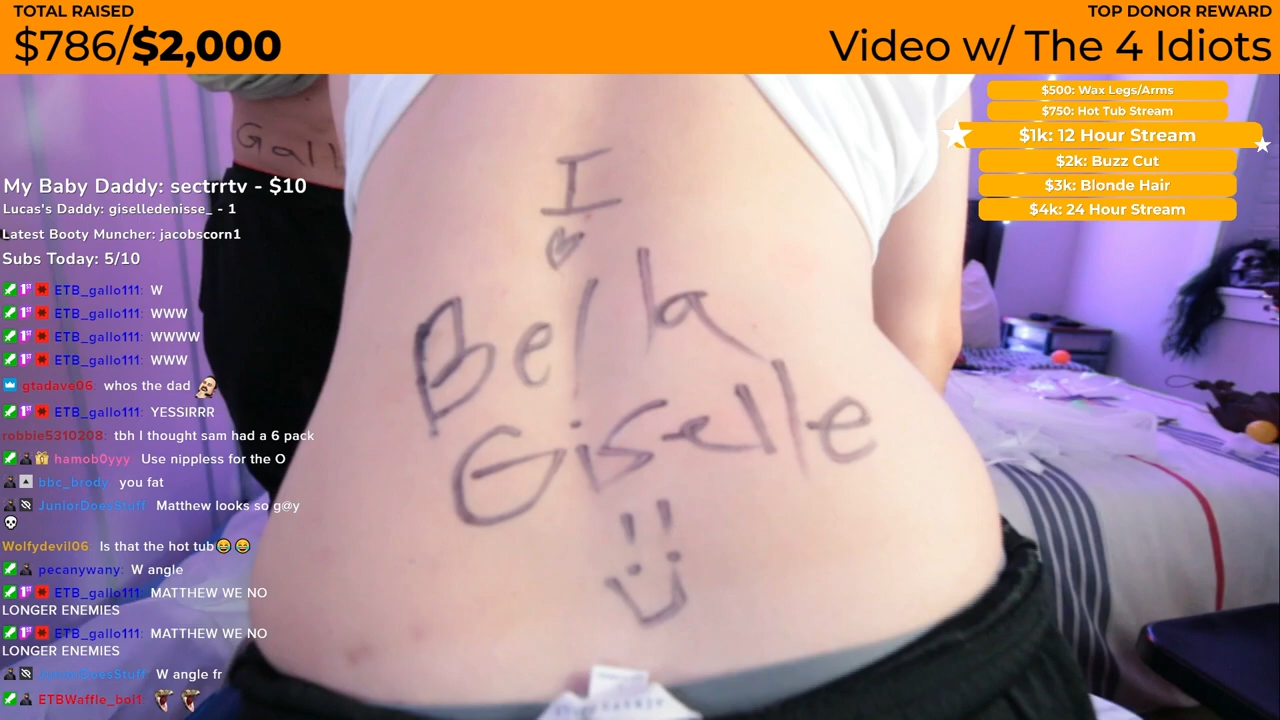 TOTAL RAISED
$786/$2,000
TOP DONOR REWARD
Video w/ The 4 Idiots
$500: Wax Legs/Arms
$750: Hot Tub Stream
$1k: 12 Hour Stream
$2k: Buzz Cut
$3k: Blonde Hair
$4k: 24 Hour Stream
Gall
My Baby Daddy: sectrrtv - $10
Lucas's Daddy: giselledenisse_ - 1
Latest Booty Muncher: jacobscorn1
Subs Today: 5/10
ETB_gallo111: W
ETB_gallo111: WWW
ETB_gallo111: WWWW
ETB_gallo111: WWW
gtadave06: whos the dad
ETB_gallo111: YESSIRRR
robbie5310208: tbh I thought sam had a 6 pack
hamob0yyy: Use nippless for the O
bbc_brody: you fat
JuniorDoesStuff: Matthew looks so g@y
Wolfydevil06: Is that the hot tub
pecanywany: W angle
ETB_gallo111: MATTHEW WE NO
LONGER ENEMIES
ETB_gallo111: MATTHEW WE NO
LONGER ENEMIES
JuniorDoesStuff: W angle fr
ETBWaffle_bol1:
I
Bella
Giselle
!!